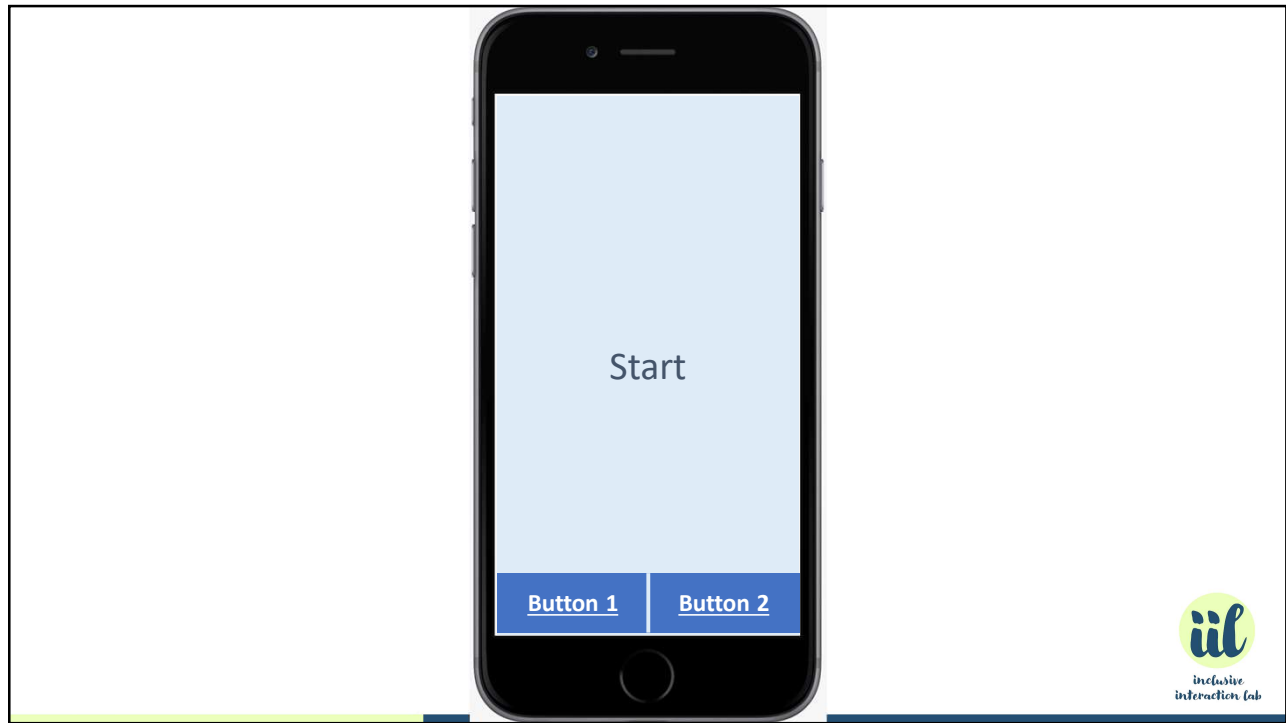 Start
Button 1
Button 2
iil
inclusive
interaction lab